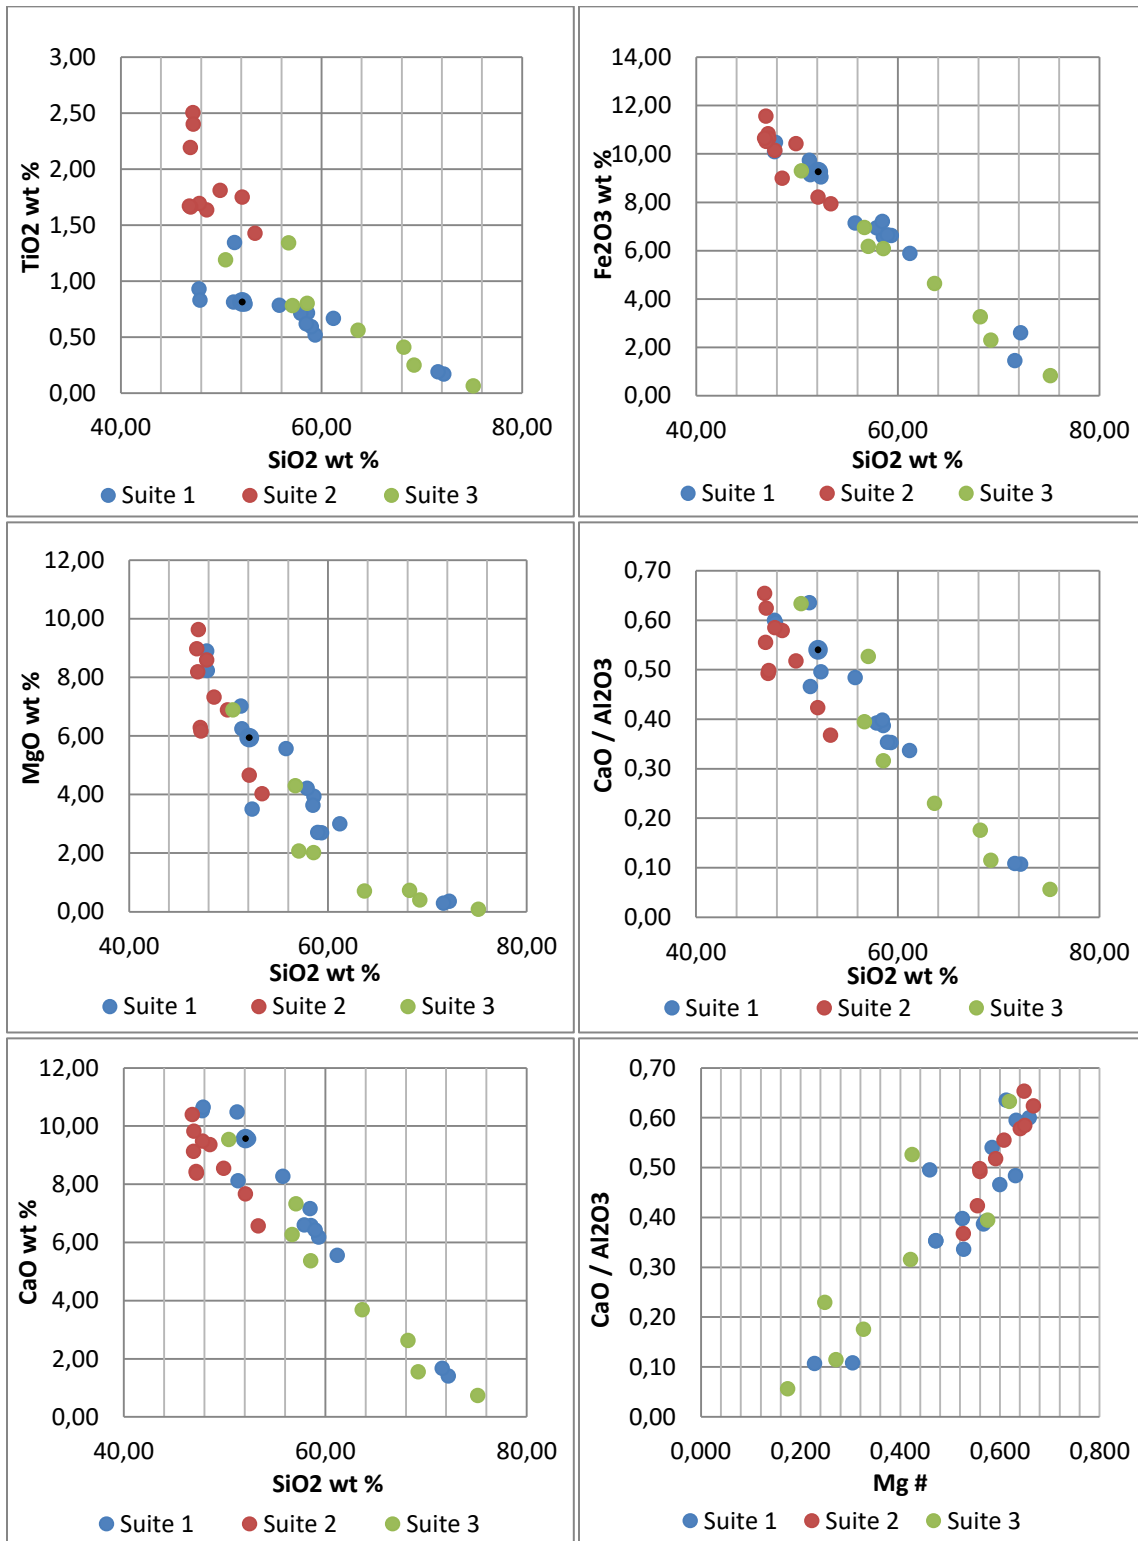 3,00
2,50
2,00
1,50
1,00
0,50
0,00
TiO2 wt %
40,00 60,00 80,00
SiO2 wt %
Suite 1 Suite 2 Suite 3
14,00
12,00
10,00
8,00
6,00
4,00
2,00
0,00
Fe2O3 wt %
40,00 60,00 80,00
SiO2 wt %
Suite 1 Suite 2 Suite 3
12,00
10,00
8,00
6,00
4,00
2,00
0,00
MgO wt %
40,00 60,00 80,00
SiO2 wt %
Suite 1 Suite 2 Suite 3
0,70
0,60
0,50
0,40
0,30
0,20
0,10
0,00
CaO / Al2O3
40,00 60,00 80,00
SiO2 wt %
Suite 1 Suite 2 Suite 3
12,00
10,00
8,00
6,00
4,00
2,00
0,00
CaO wt %
40,00 60,00 80,00
SiO2 wt %
Suite 1 Suite 2 Suite 3
0,70
0,60
0,50
0,40
0,30
0,20
0,10
0,00
CaO / Al2O3
0,000 0,200 0,400 0,600 0,800
Mg #
Suite 1 Suite 2 Suite 3